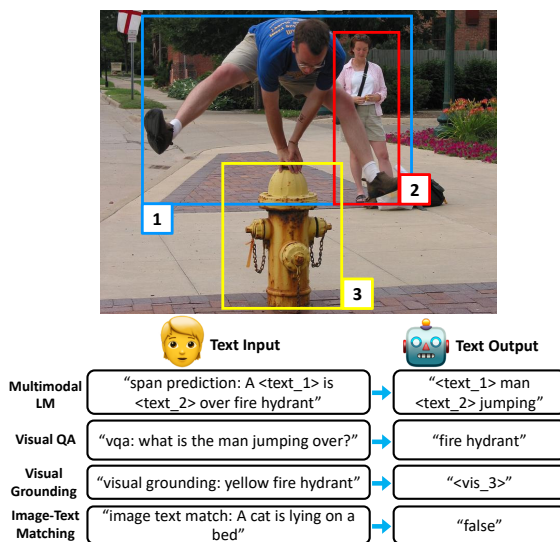 1
2
3
Text Input
Text Output
Multimodal
LM
“span prediction: A <text_1> is
<text_2> over fire hydrant”
“<text_1> man
<text_2> jumping”
Visual QA
“vqa: what is the man jumping over?”
“fire hydrant”
Visual
Grounding
“visual grounding: yellow fire hydrant”
“<vis_3>”
Image-Text
Matching
“image text match: A cat is lying on a
bed”
“false”